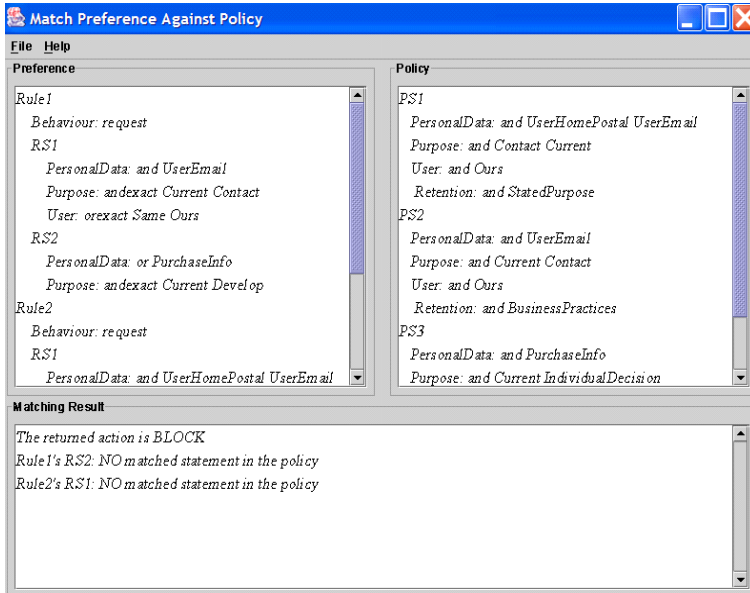 Match Preference Against Policy
File Help
Preference
Rule1
Behaviour: request
RS1
PersonalData: and UserEmail
Purpose: andexact Current Contact
User: orexact Same Ours
RS2
PersonalData: or PurchaseInfo
Purpose: andexact Current Develop
Rule2
Behaviour: request
RS1
PersonalData: and UserHomePostal UserEmail
Policy
PS1
PersonalData: and UserHomePostal UserEmail
Purpose: and Contact Current
User: and Ours
Retention: and StatedPurpose
PS2
PersonalData: and UserEmail
Purpose: and Current Contact
User: and Ours
Retention: and BusinessPractices
PS3
PersonalData: and PurchaseInfo
Purpose: and Current IndividualDecision
Matching Result
The returned action is BLOCK
Rule1's RS2: NO matched statement in the policy
Rule2's RS1: NO matched statement in the policy